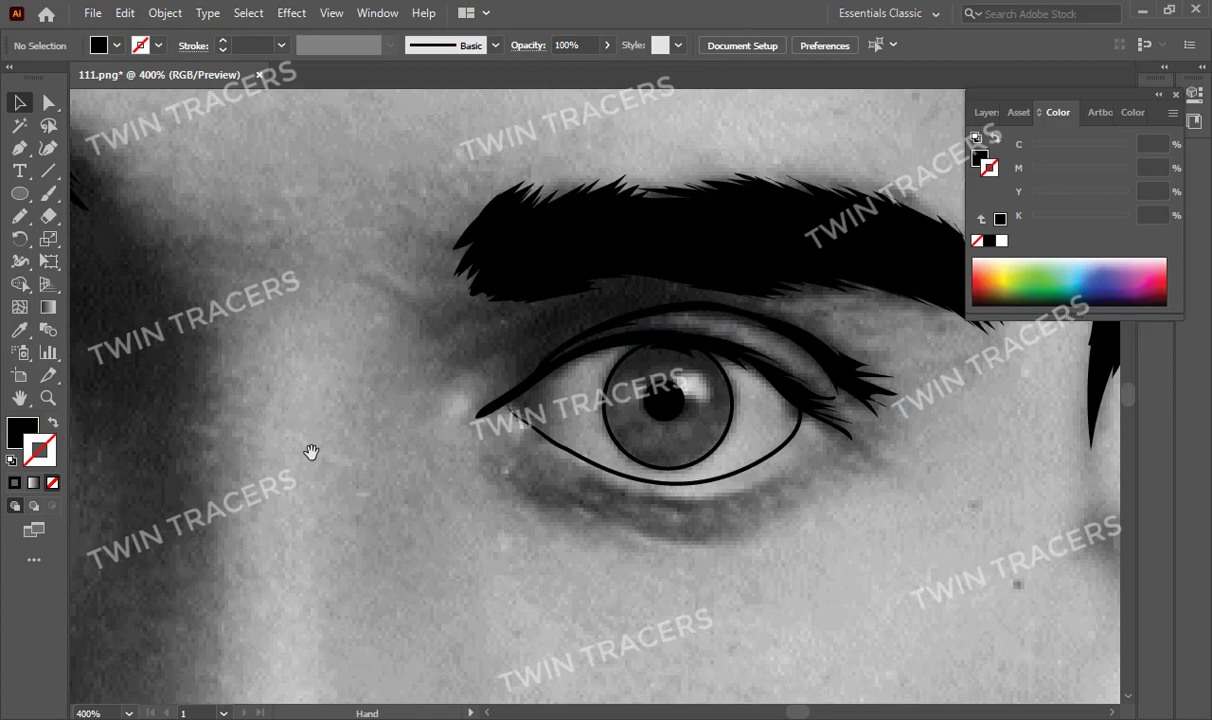 Ai File Edit Object Type Select Effect View Window Help Essentials Classic Search Adobe Stock
No Selection Stroke: Basic Opacity: 100% Style: Document Setup Preferences
111.png* @ 400% (RGB/Preview) ×
Layers Asset Color Artbo Color
C %
M %
Y %
K %
TWIN TRACERS
TWIN TRACERS
TWIN TRACERS
TWIN TRACERS
TWIN TRACERS
TWIN TRACERS
TWIN TRACERS
TWIN TRACERS
TWIN TRACERS
400% 1 Hand